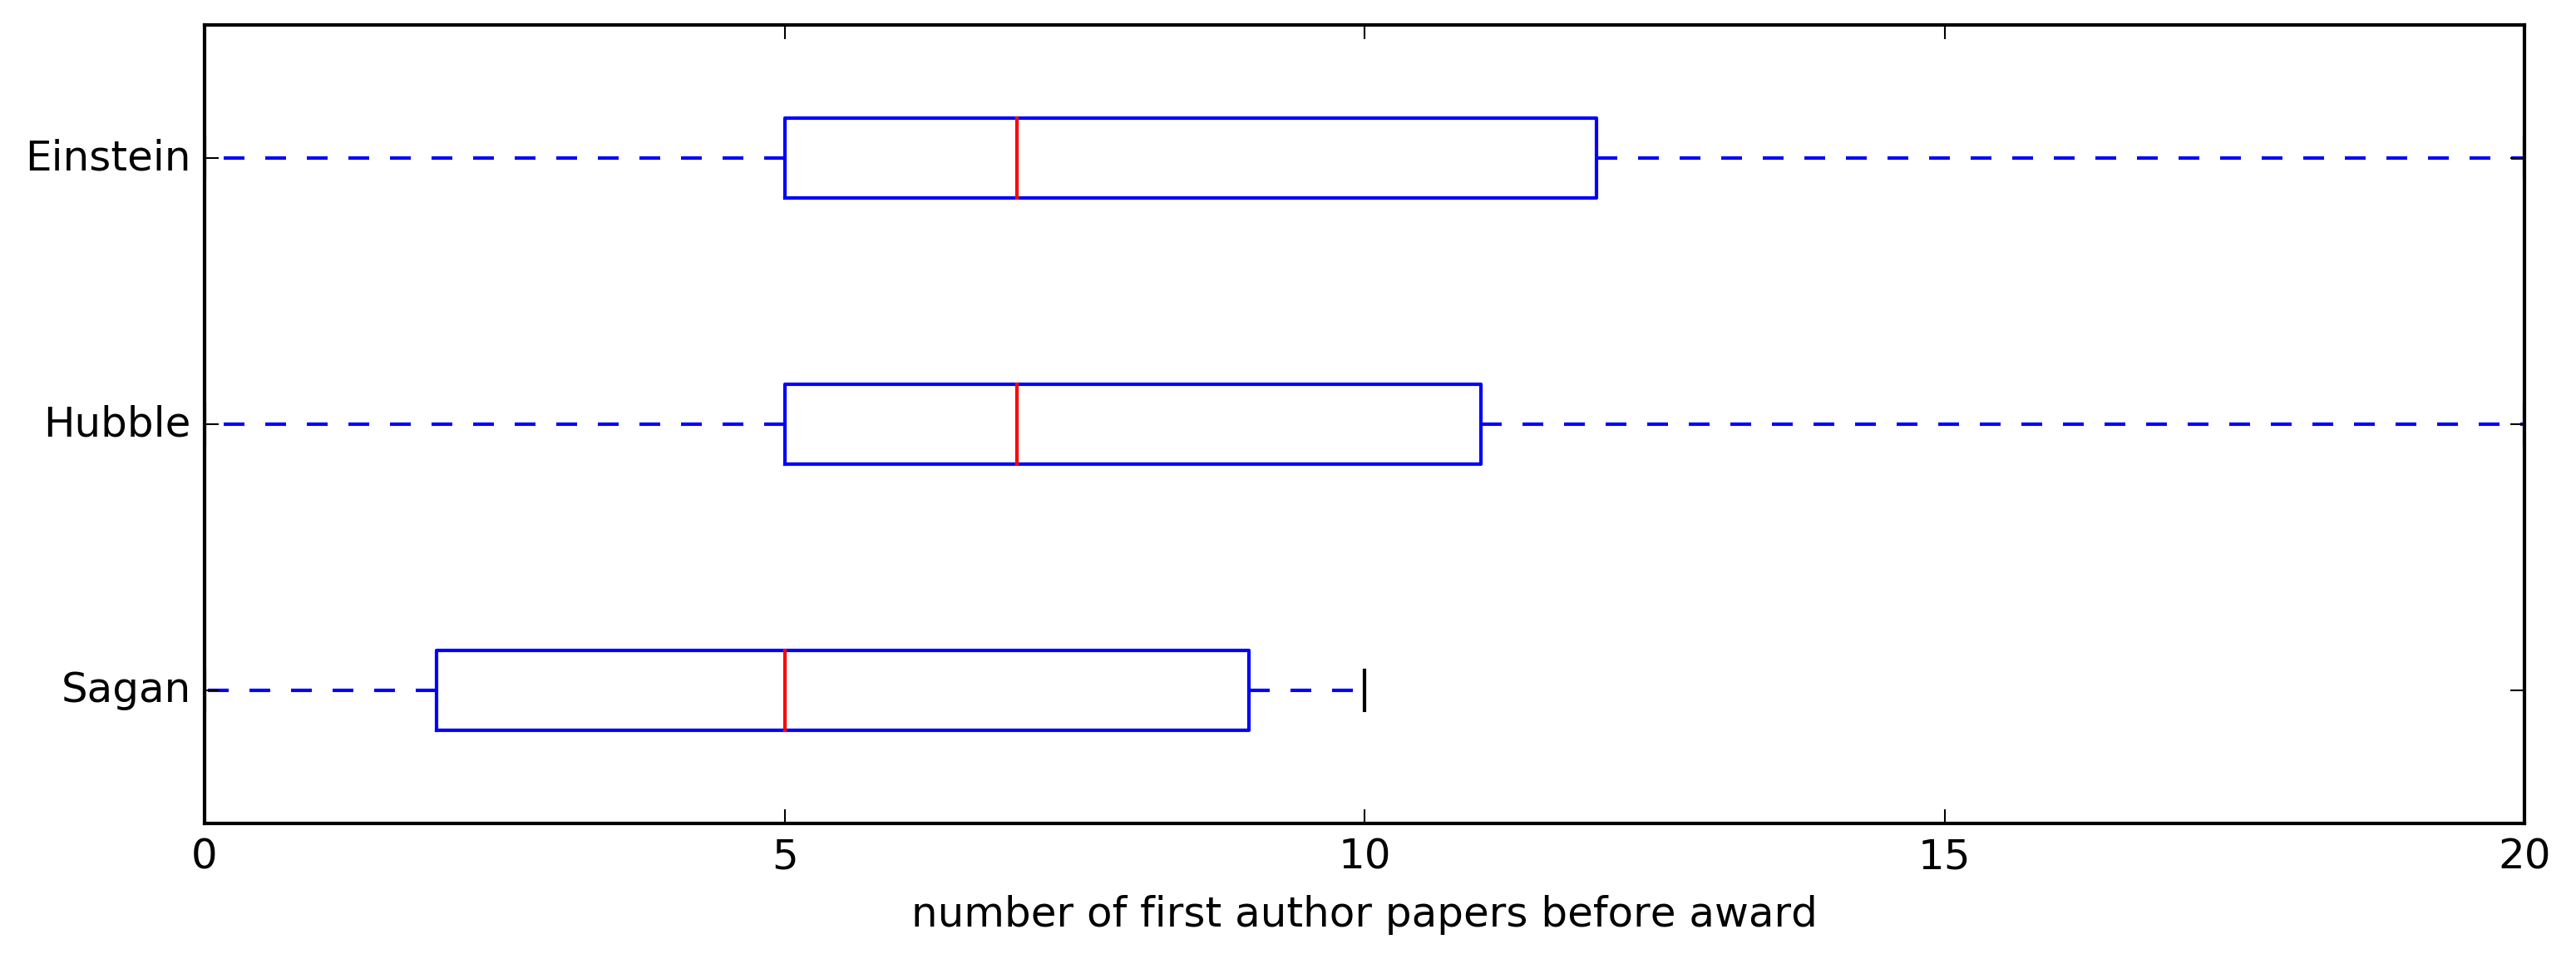 Einstein
Hubble
Sagan
0 5 10 15 20
number of first author papers before award